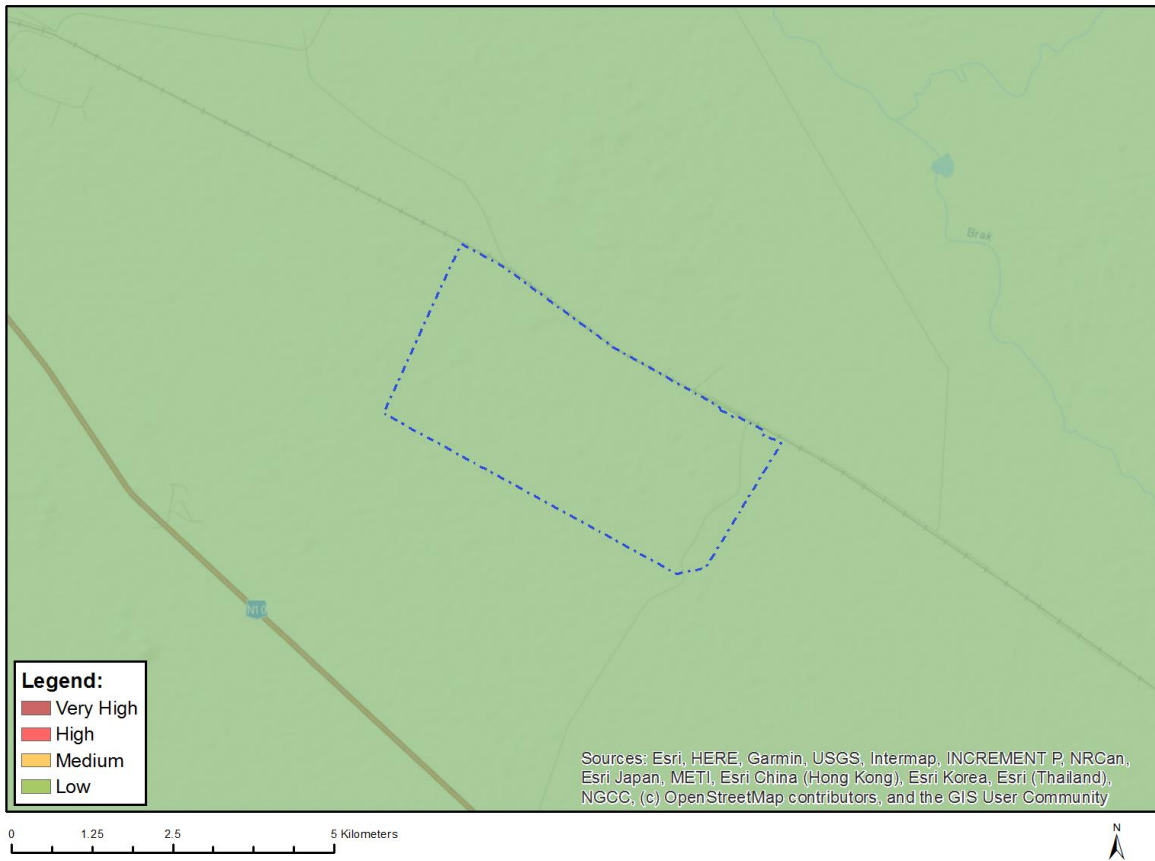 Brak
N10
Legend:
Very High
High
Medium
Low
Sources: Esri, HERE, Garmin, USGS, Intermap, INCREMENT P, NRCan,
Esri Japan, METI, Esri China (Hong Kong), Esri Korea, Esri (Thailand),
NGCC, (c) OpenStreetMap contributors, and the GIS User Community
0 1.25 2.5 5 Kilometers
N